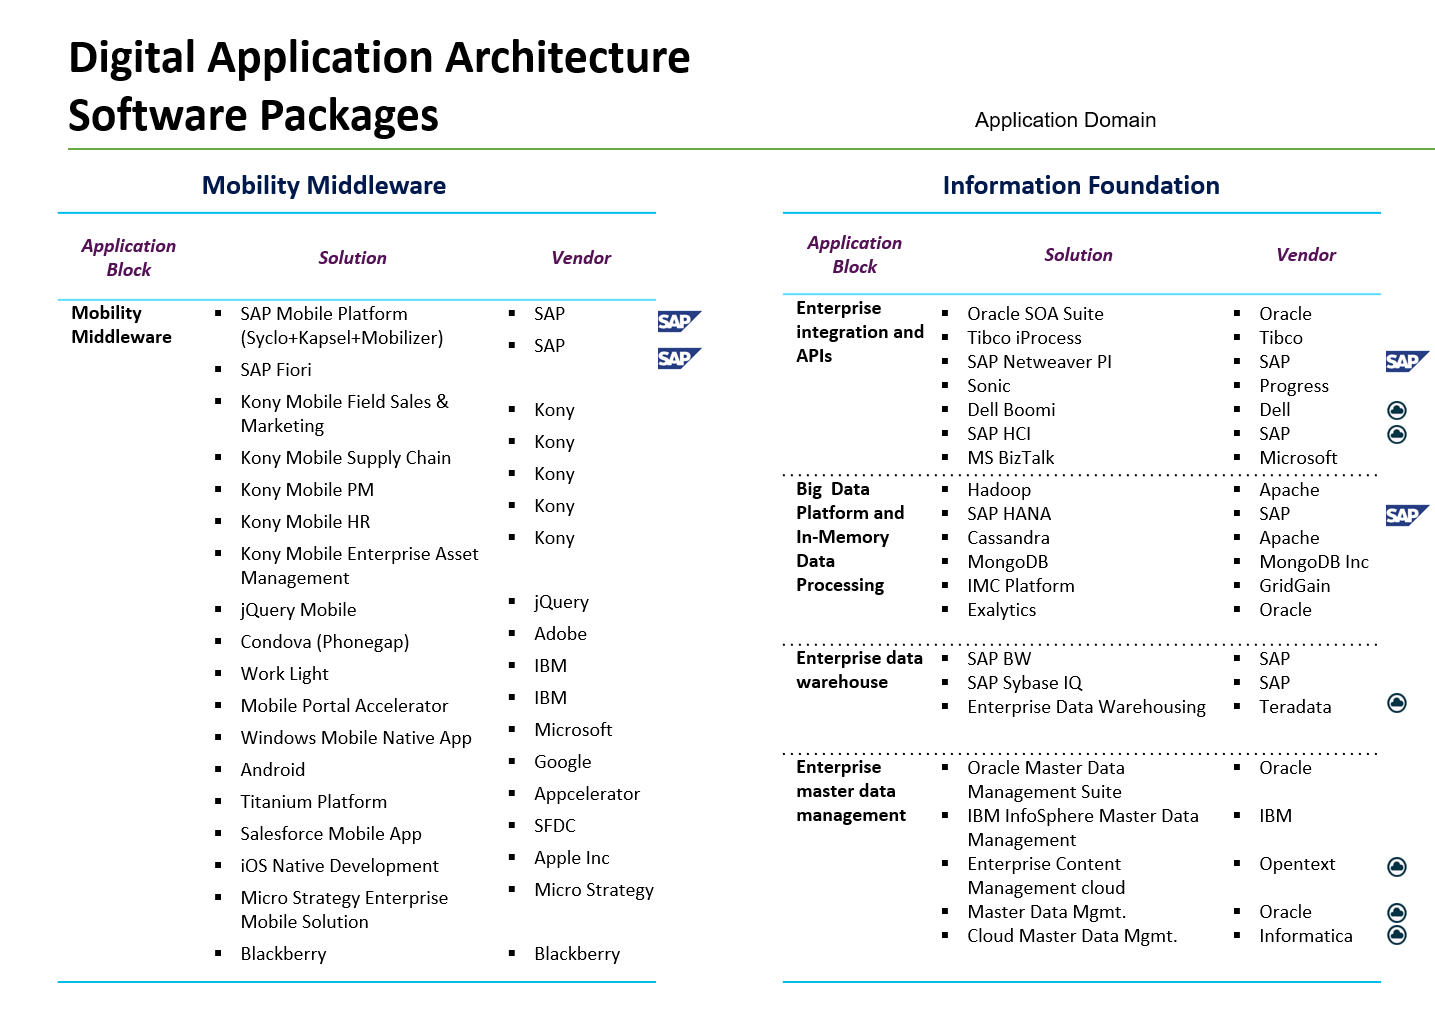 Digital Application Architecture
Software Packages
Application Domain
Mobility Middleware
Application
Block
Solution
Vendor
Mobility
Middleware
▪ SAP Mobile Platform
(Syclo+Kapsel+Mobilizer)
▪ SAP Fiori
▪ Kony Mobile Field Sales &
Marketing
▪ Kony Mobile Supply Chain
▪ Kony Mobile PM
▪ Kony Mobile HR
▪ Kony Mobile Enterprise Asset
Management
▪ jQuery Mobile
▪ Condova (Phonegap)
▪ Work Light
▪ Mobile Portal Accelerator
▪ Windows Mobile Native App
▪ Android
▪ Titanium Platform
▪ Salesforce Mobile App
▪ iOS Native Development
▪ Micro Strategy Enterprise
Mobile Solution
▪ Blackberry
▪ SAP
▪ SAP
▪ Kony
▪ Kony
▪ Kony
▪ Kony
▪ Kony
▪ jQuery
▪ Adobe
▪ IBM
▪ IBM
▪ Microsoft
▪ Google
▪ Appcelerator
▪ SFDC
▪ Apple Inc
▪ Micro Strategy
▪ Blackberry
SAP
SAP
Information Foundation
Application
Block
Solution
Vendor
Enterprise
integration and
APIs
▪ Oracle SOA Suite
▪ Tibco iProcess
▪ SAP Netweaver PI
▪ Sonic
▪ Dell Boomi
▪ SAP HCI
▪ MS BizTalk
▪ Oracle
▪ Tibco
▪ SAP
▪ Progress
▪ Dell
▪ SAP
▪ Microsoft
SAP
Big Data
Platform and
In-Memory
Data
Processing
▪ Hadoop
▪ SAP HANA
▪ Cassandra
▪ MongoDB
▪ IMC Platform
▪ Exalytics
▪ Apache
▪ SAP
▪ Apache
▪ MongoDB Inc
▪ GridGain
▪ Oracle
SAP
Enterprise data
warehouse
▪ SAP BW
▪ SAP Sybase IQ
▪ Enterprise Data Warehousing
▪ SAP
▪ SAP
▪ Teradata
Enterprise
master data
management
▪ Oracle Master Data
Management Suite
▪ IBM InfoSphere Master Data
Management
▪ Enterprise Content
Management cloud
▪ Master Data Mgmt.
▪ Cloud Master Data Mgmt.
▪ Oracle
▪ IBM
▪ Opentext
▪ Oracle
▪ Informatica